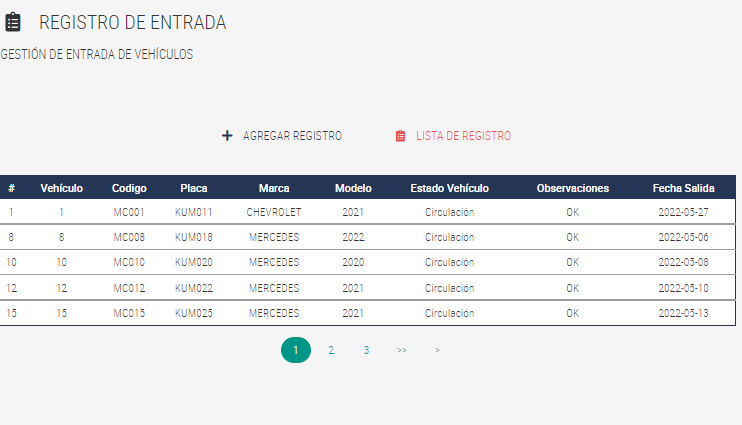 REGISTRO DE ENTRADA
GESTIÓN DE ENTRADA DE VEHÍCULOS
AGREGAR REGISTRO LISTA DE REGISTRO
# Vehículo Codigo Placa Marca Modelo Estado Vehículo Observaciones Fecha Salida
1 1 MC001 KUM011 CHEVROLET 2021 Circulación OK 2022-05-27
8 8 MC008 KUM018 MERCEDES 2022 Circulación OK 2022-05-06
10 10 MC010 KUM020 MERCEDES 2020 Circulación OK 2022-05-08
12 12 MC012 KUM022 MERCEDES 2021 Circulación OK 2022-05-10
15 15 MC015 KUM025 MERCEDES 2021 Circulación OK 2022-05-13
1 2 3 >> >